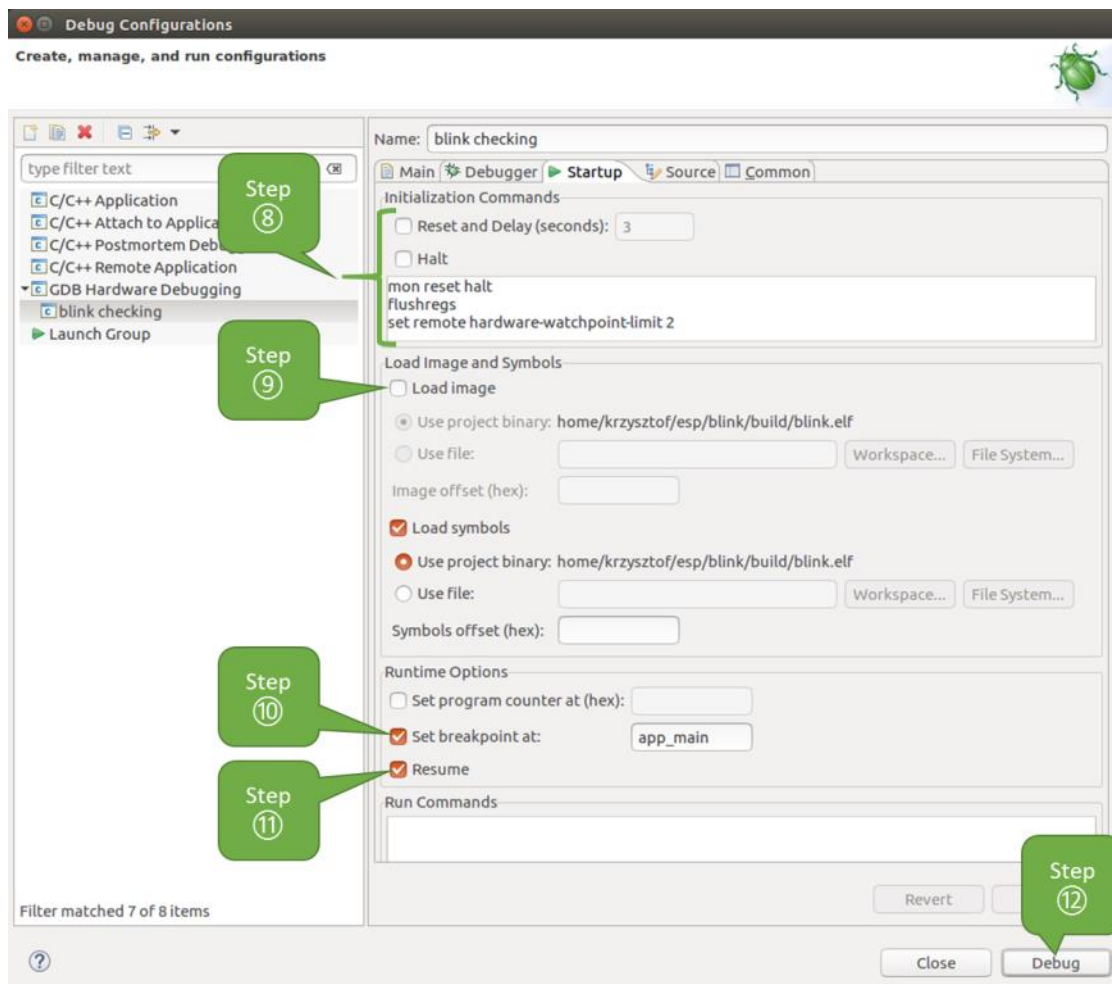 Debug Configurations
Create, manage, and run configurations
type filter text
C/C++ Application
C/C++ Attach to Applica
C/C++ Postmortem Debug
C/C++ Remote Application
GDB Hardware Debugging
blink checking
Launch Group
Filter matched 7 of 8 items
Name: blink checking
Main Debugger Startup Source Common
Initialization Commands
Reset and Delay (seconds): 3
Halt
mon reset halt
flushregs
set remote hardware-watchpoint-limit 2
Load Image and Symbols
Load image
Use project binary: home/krzysztof/esp/blink/build/blink.elf
Use file: Workspace... File System...
Image offset (hex):
Load symbols
Use project binary: home/krzysztof/esp/blink/build/blink.elf
Use file: Workspace... File System...
Symbols offset (hex):
Runtime Options
Set program counter at (hex):
Set breakpoint at: app_main
Resume
Run Commands
Revert
Close Debug
Step
⑧
Step
⑨
Step
⑩
Step
⑪
Step
⑫